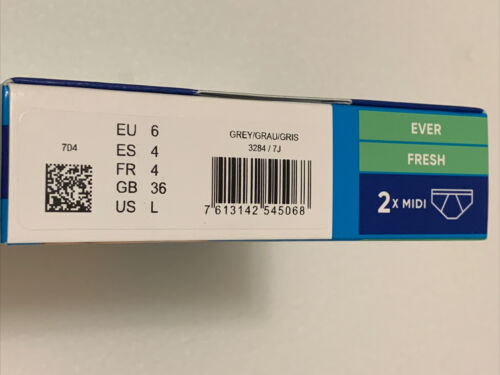 704
EU 6
ES 4
FR 4
GB 36
US L
GREY/GRAU/GRIS
3284 / 7J
7 613142 545068
EVER
FRESH
2 X MIDI